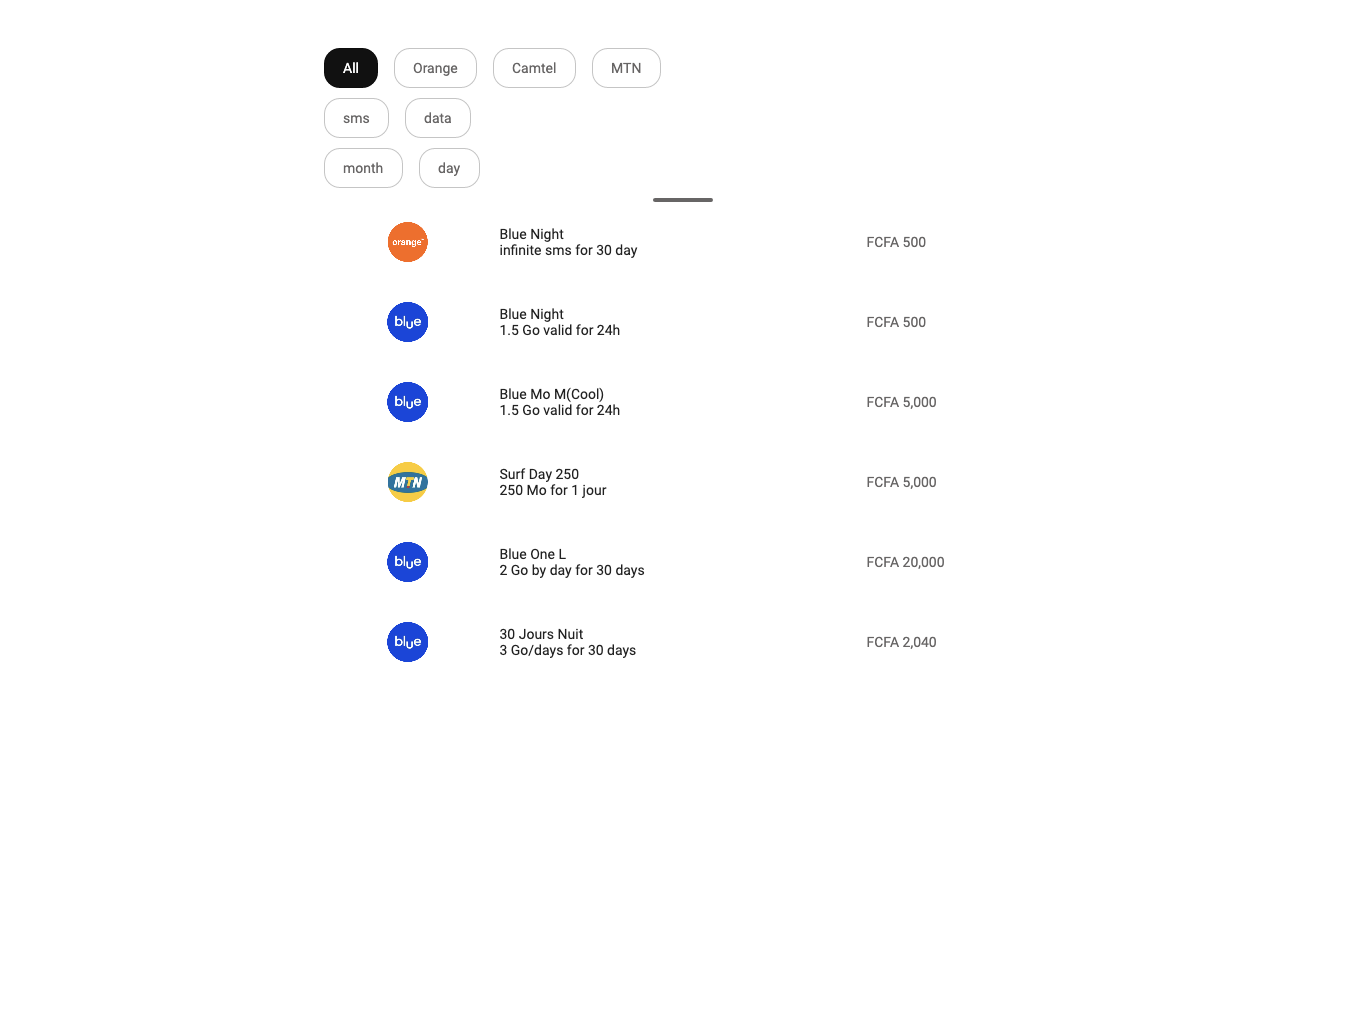 All Orange Camtel MTN
sms data
month day
orange
Blue Night
infinite sms for 30 day
FCFA 500
blue
Blue Night
1.5 Go valid for 24h
FCFA 500
blue
Blue Mo M(Cool)
1.5 Go valid for 24h
FCFA 5,000
MTN
Surf Day 250
250 Mo for 1 jour
FCFA 5,000
blue
Blue One L
2 Go by day for 30 days
FCFA 20,000
blue
30 Jours Nuit
3 Go/days for 30 days
FCFA 2,040